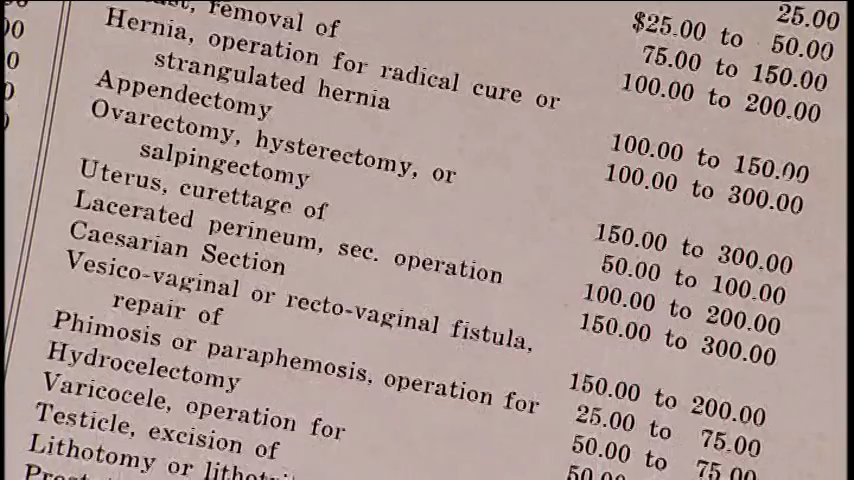 25.00
$25.00 to 50.00
75.00 to 150.00
removal of 100.00 to 200.00
Hernia, operation for radical cure or
strangulated hernia 100.00 to 150.00
Appendectomy 100.00 to 300.00
Ovarectomy, hysterectomy, or
salpingectomy 150.00 to 300.00
Uterus, curettage of 50.00 to 100.00
Lacerated perineum, sec. operation 100.00 to 200.00
Caesarian Section 150.00 to 300.00
Vesico-vaginal or recto-vaginal fistula,
repair of 150.00 to 200.00
Phimosis or paraphemosis, operation for 25.00 to 75.00
Hydrocelectomy 50.00 to 75.00
Varicocele, operation for 50.00
Testicle, excision of
Lithotomy or